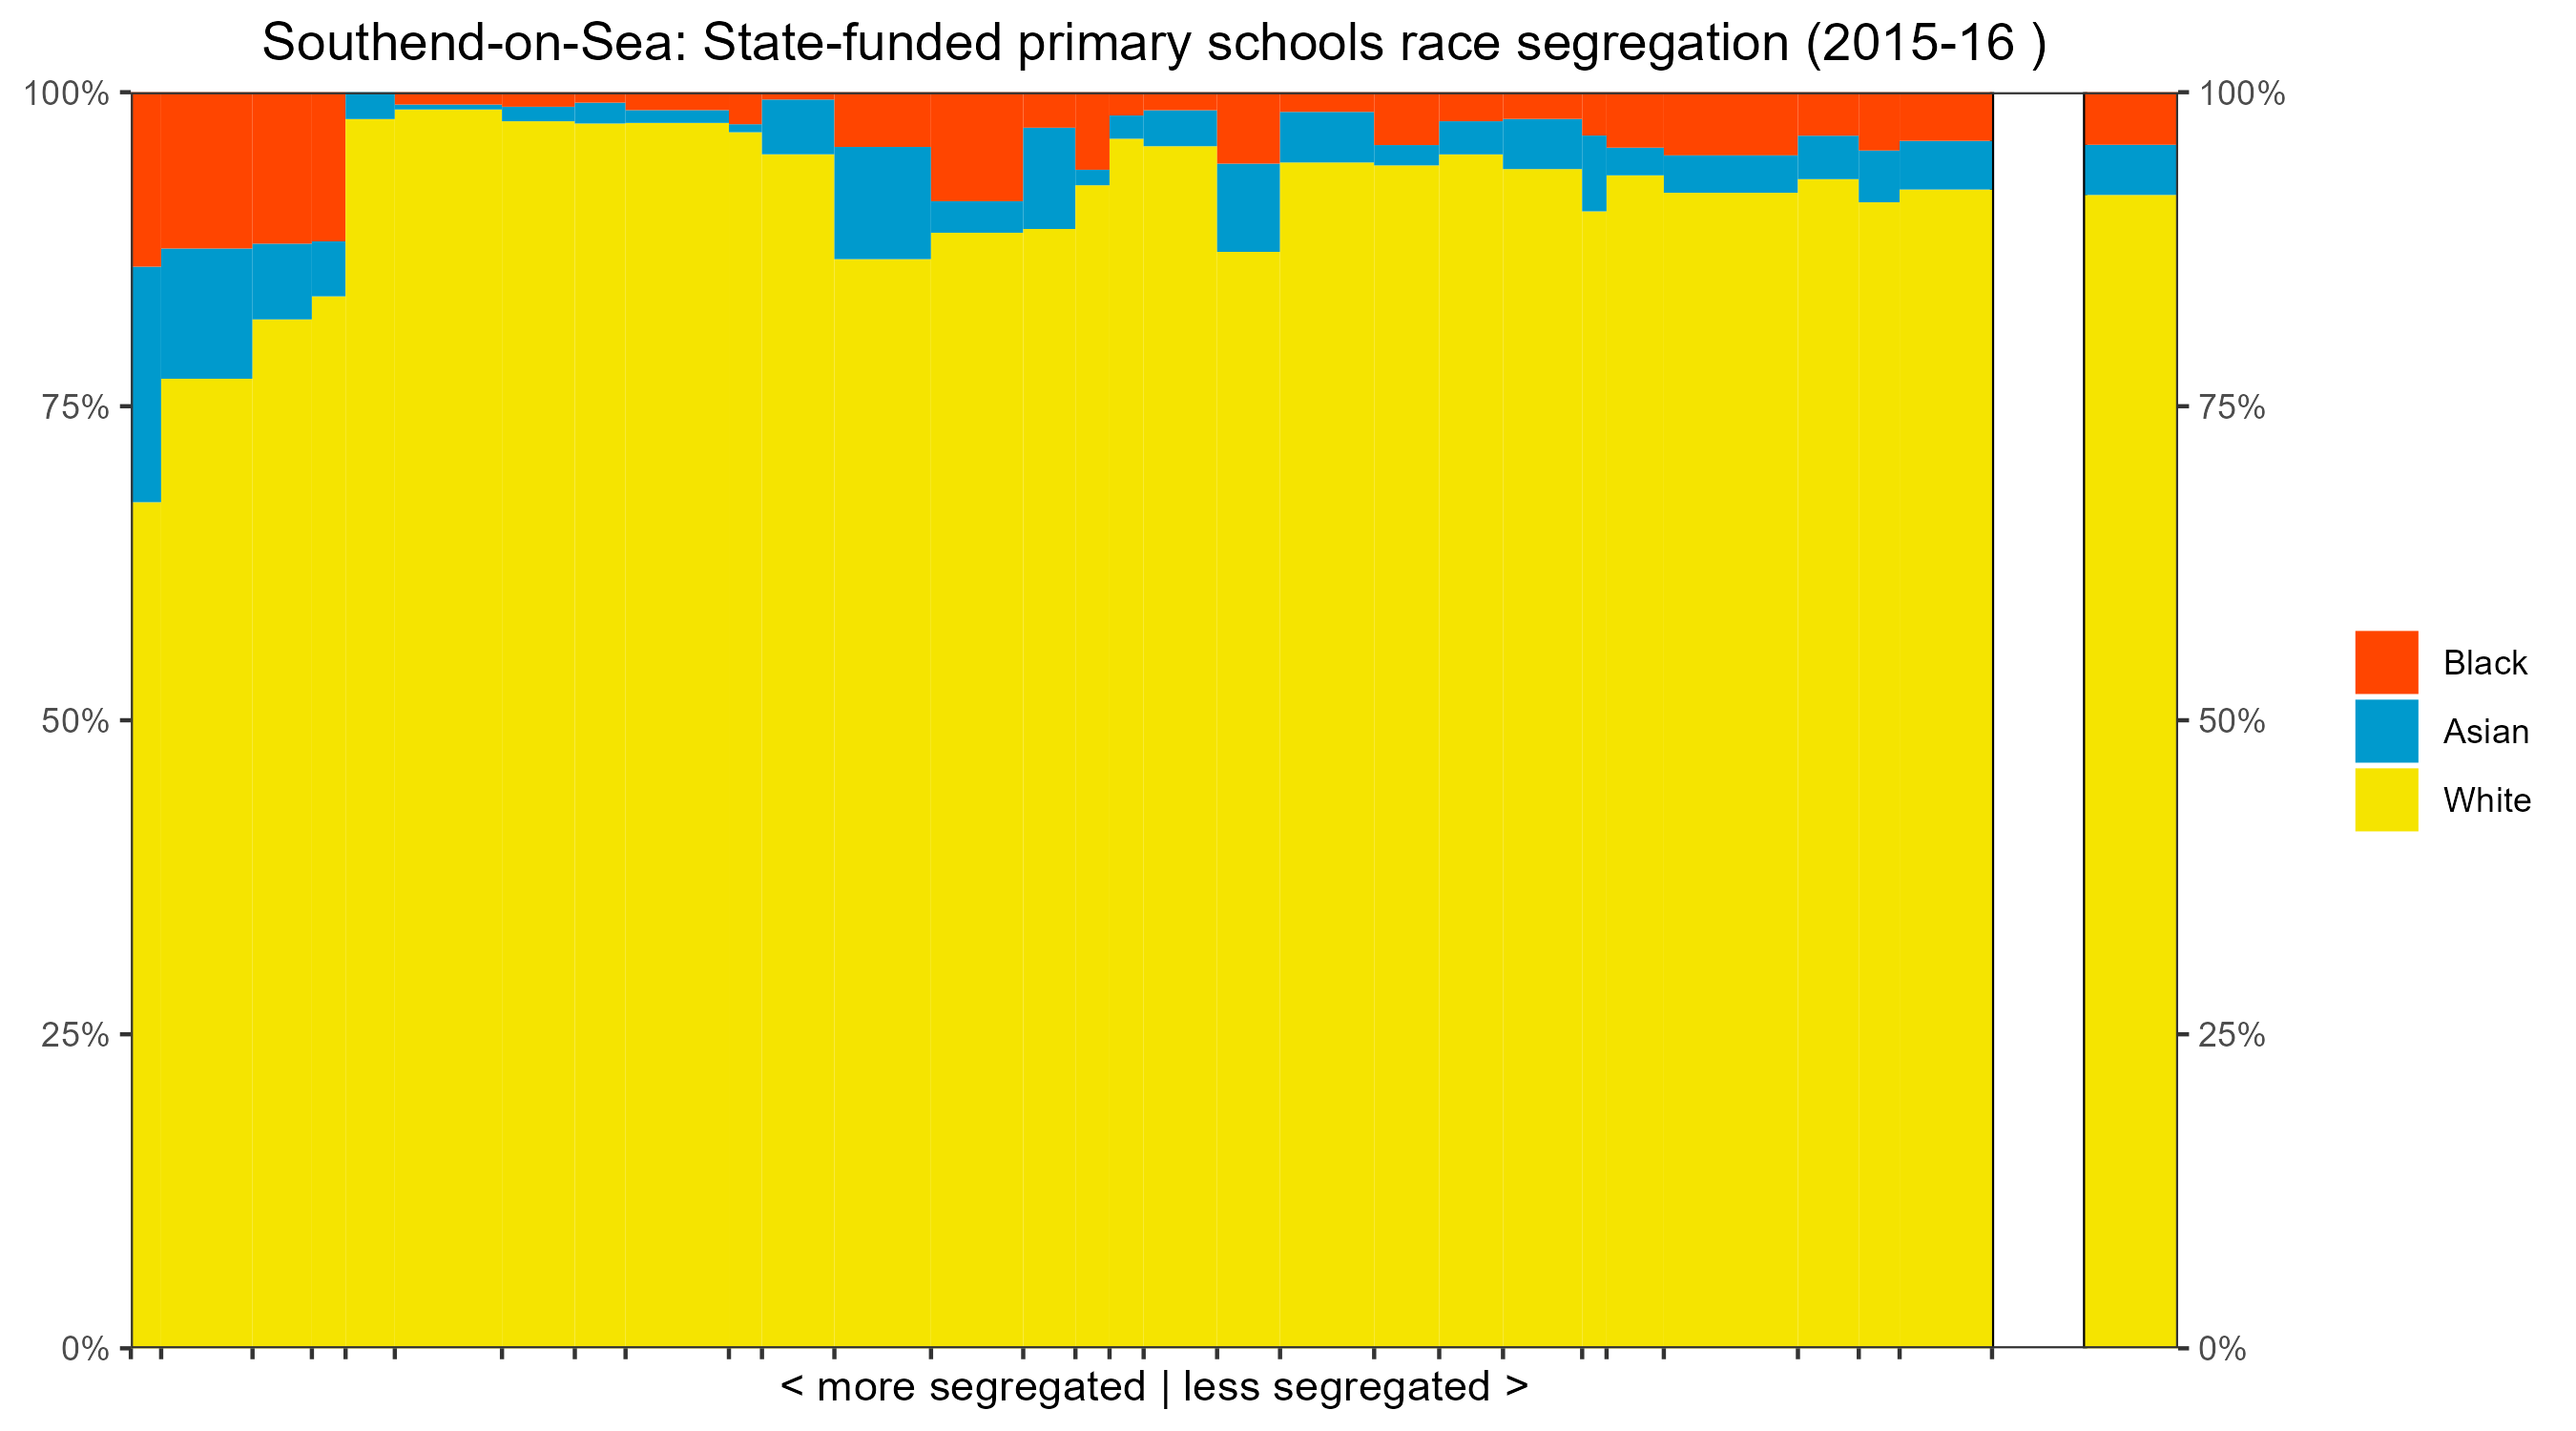 Southend-on-Sea: State-funded primary schools race segregation (2015-16 )
100%
100%
75%
75%
50%
50%
25%
25%
0%
0%
Black
Asian
White
< more segregated | less segregated >